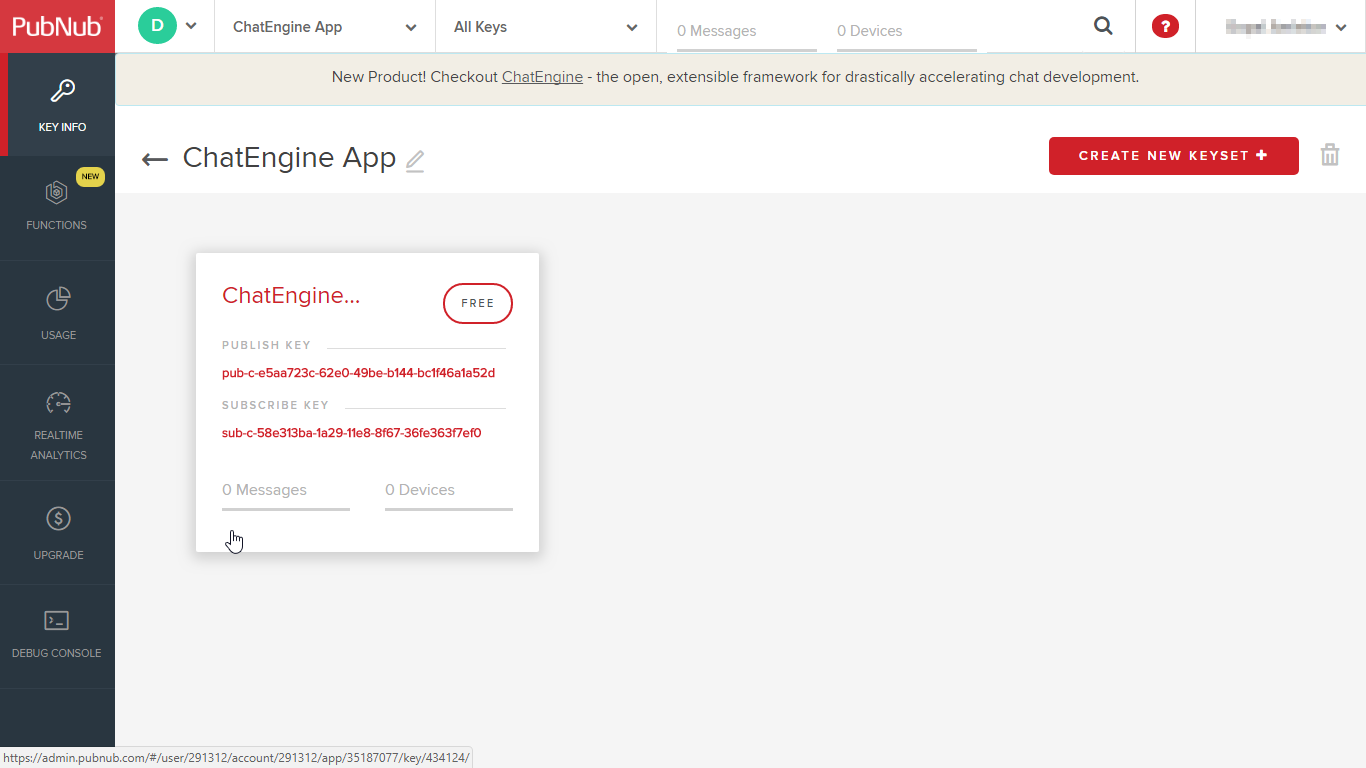 PubNub
D
ChatEngine App
All Keys
0 Messages
0 Devices
?
KEY INFO
NEW
FUNCTIONS
USAGE
REALTIME
ANALYTICS
UPGRADE
DEBUG CONSOLE
New Product! Checkout ChatEngine - the open, extensible framework for drastically accelerating chat development.
ChatEngine App
CREATE NEW KEYSET +
ChatEngine...
FREE
PUBLISH KEY
pub-c-e5aa723c-62e0-49be-b144-bc1f46a1a52d
SUBSCRIBE KEY
sub-c-58e313ba-1a29-11e8-8f67-36fe363f7ef0
0 Messages
0 Devices
https://admin.pubnub.com/#/user/291312/account/291312/app/35187077/key/434124/